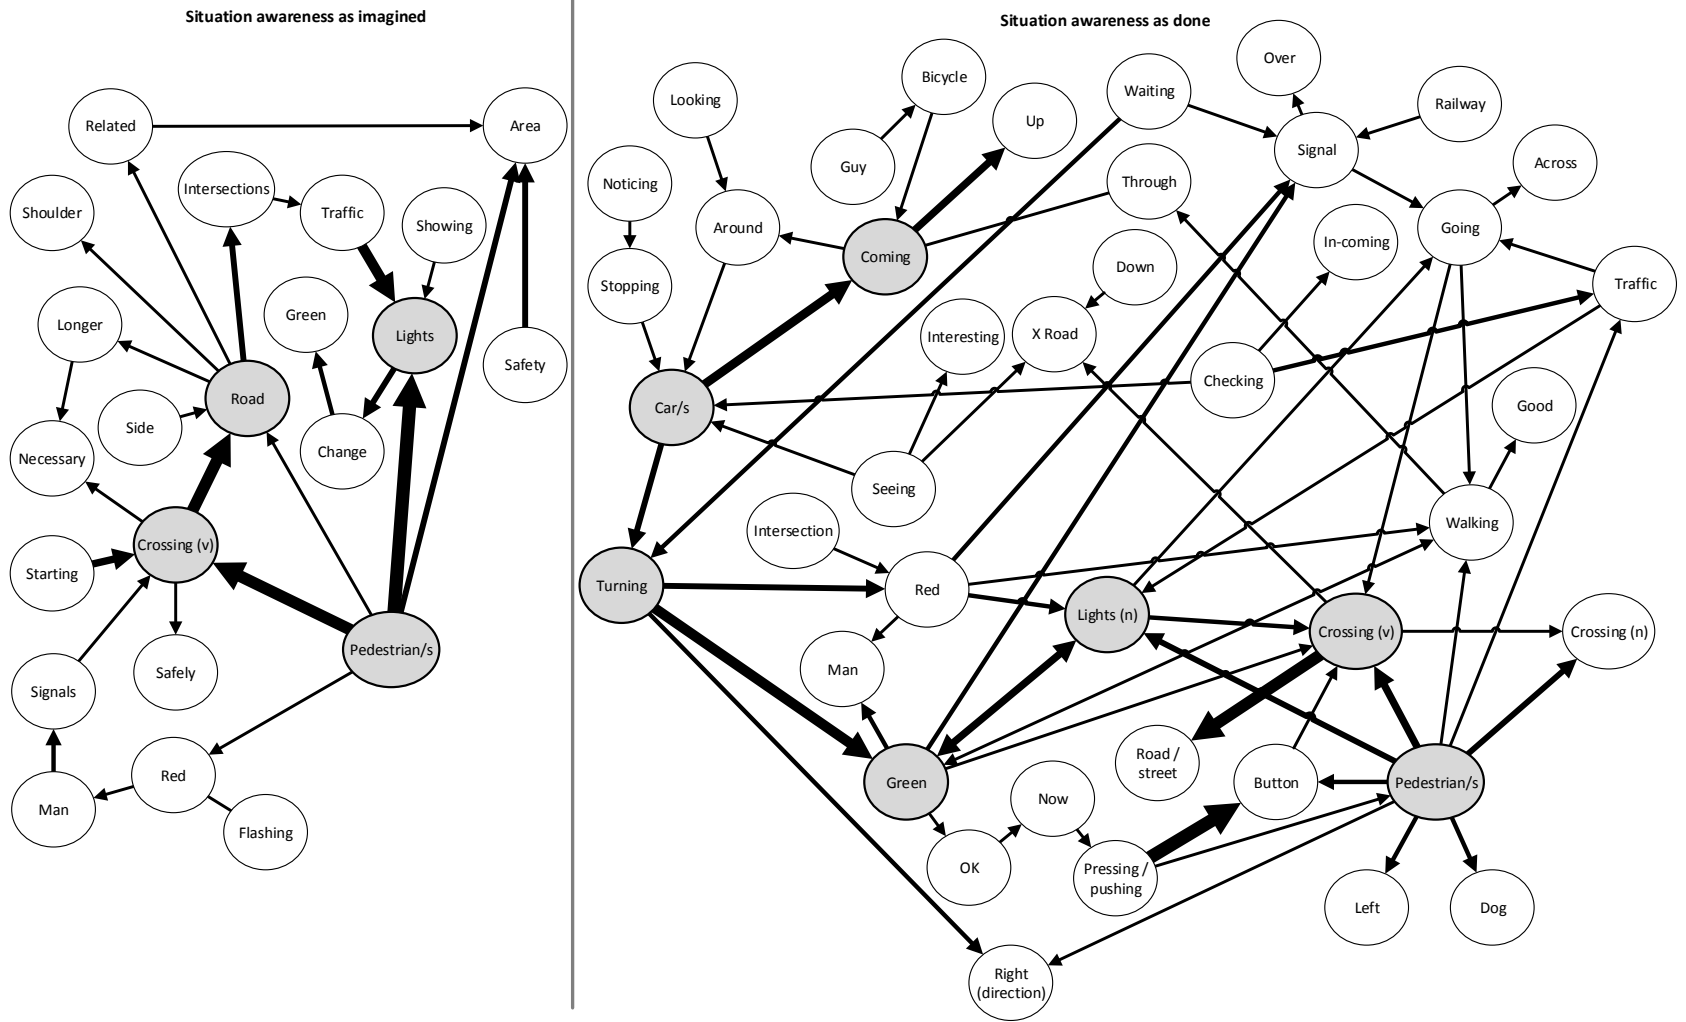 Situation awareness as imagined
Related
Area
Intersections
Shoulder
Traffic
Showing
Longer
Green
Lights
Safety
Road
Side
Change
Necessary
Crossing (v)
Starting
Pedestrian/s
Safely
Signals
Red
Man
Flashing
Situation awareness as done
Over
Bicycle
Waiting
Looking
Railway
Up
Signal
Guy
Across
Noticing
Through
Around
Going
In-coming
Coming
Down
Stopping
Traffic
Interesting
X Road
Checking
Car/s
Good
Seeing
Intersection
Walking
Turning
Red
Lights (n)
Crossing (v)
Crossing (n)
Man
Road /
street
Green
Button
Pedestrian/s
Now
OK
Pressing /
pushing
Left
Dog
Right
(direction)